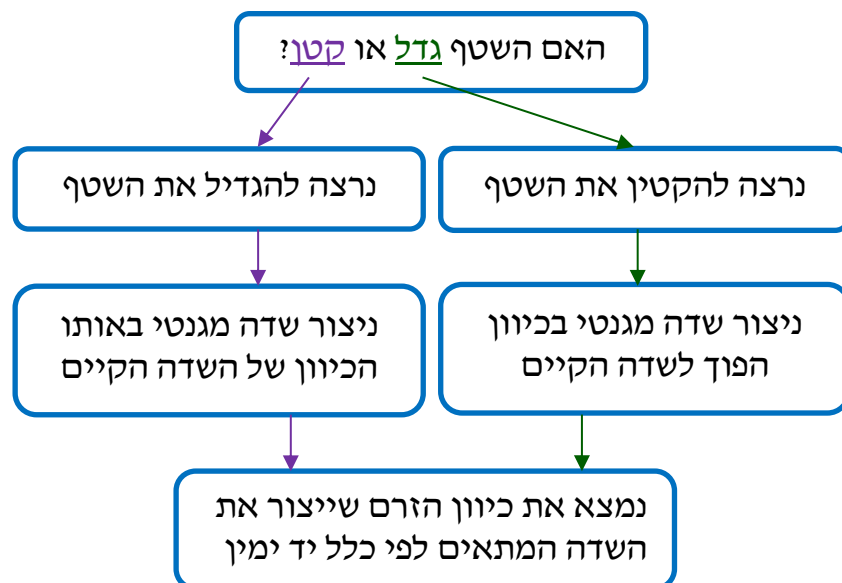 האם השטף גדל או קטן?
נרצה להקטין את השטף
נרצה להגדיל את השטף
ניצור שדה מגנטי בכיוון
הפוך לשדה הקיים
ניצור שדה מגנטי באותו
הכיוון של השדה הקיים
נמצא את כיוון הזרם שייצור את
השדה המתאים לפי כלל יד ימין